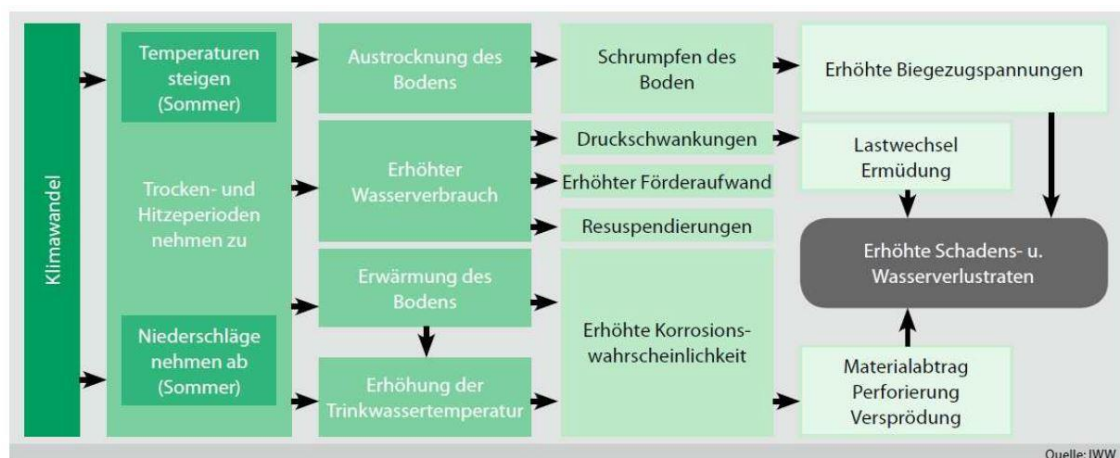 Klimawandel
Temperaturen
steigen
(Sommer)
Trocken- und
Hitzeperioden
nehmen zu
Niederschläge
nehmen ab
(Sommer)
Austrocknung des
Bodens
Erhöhter
Wasserverbrauch
Erwärmung des
Bodens
Erhöhung der
Trinkwassertemperatur
Schrumpfen des
Boden
Druckschwankungen
Erhöhter Förderaufwand
Resuspendierungen
Erhöhte Korrosions-
wahrscheinlichkeit
Erhöhte Biegezugspannungen
Lastwechsel
Ermüdung
Erhöhte Schadens- u.
Wasserverlustraten
Materialabtrag
Perforierung
Versprödung
Quelle: IWW